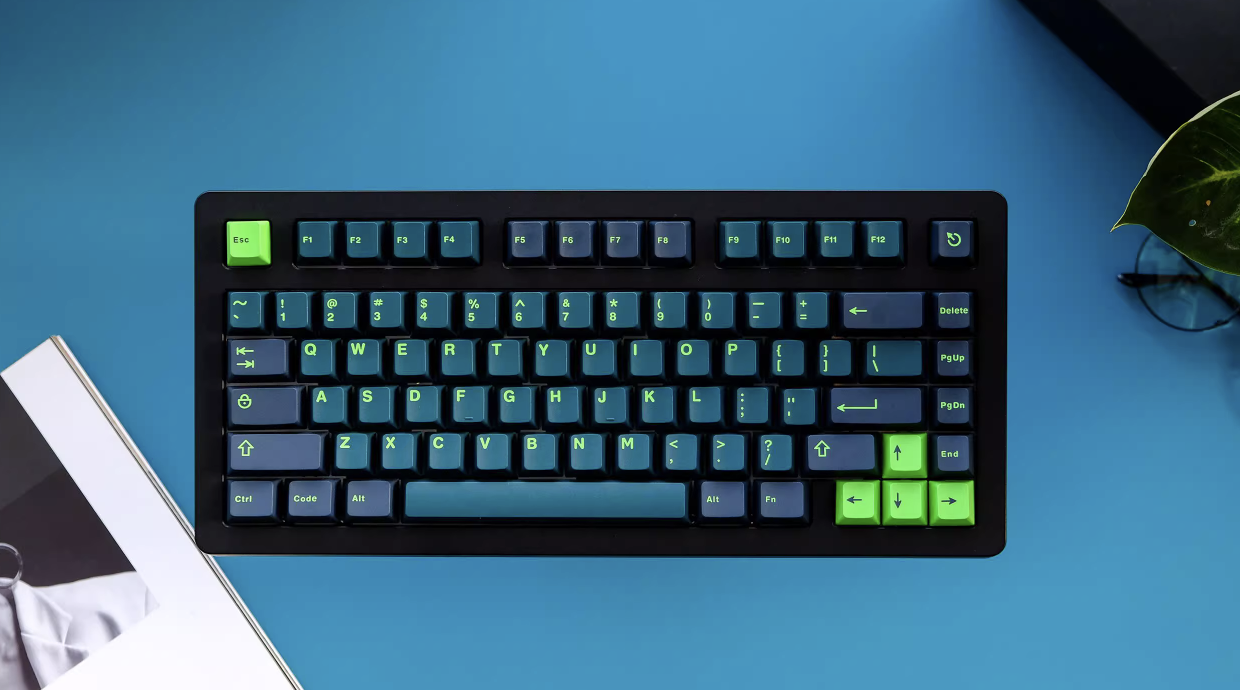 Esc F1 F2 F3 F4 F5 F6 F7 F8 F9 F10 F11 F12
~ ! @ # $ % ^ & * ( ) — +
` 1 2 3 4 5 6 7 8 9 0 - = ← Delete
⇤ Q W E R T Y U I O P { } | PgUp
⇥ [ ] \
A S D F G H J K L : " PgDn
; '
⇧ Z X C V B N M < > ? ⇧ ↑ End
, . /
Ctrl Code Alt Alt Fn ← ↓ →